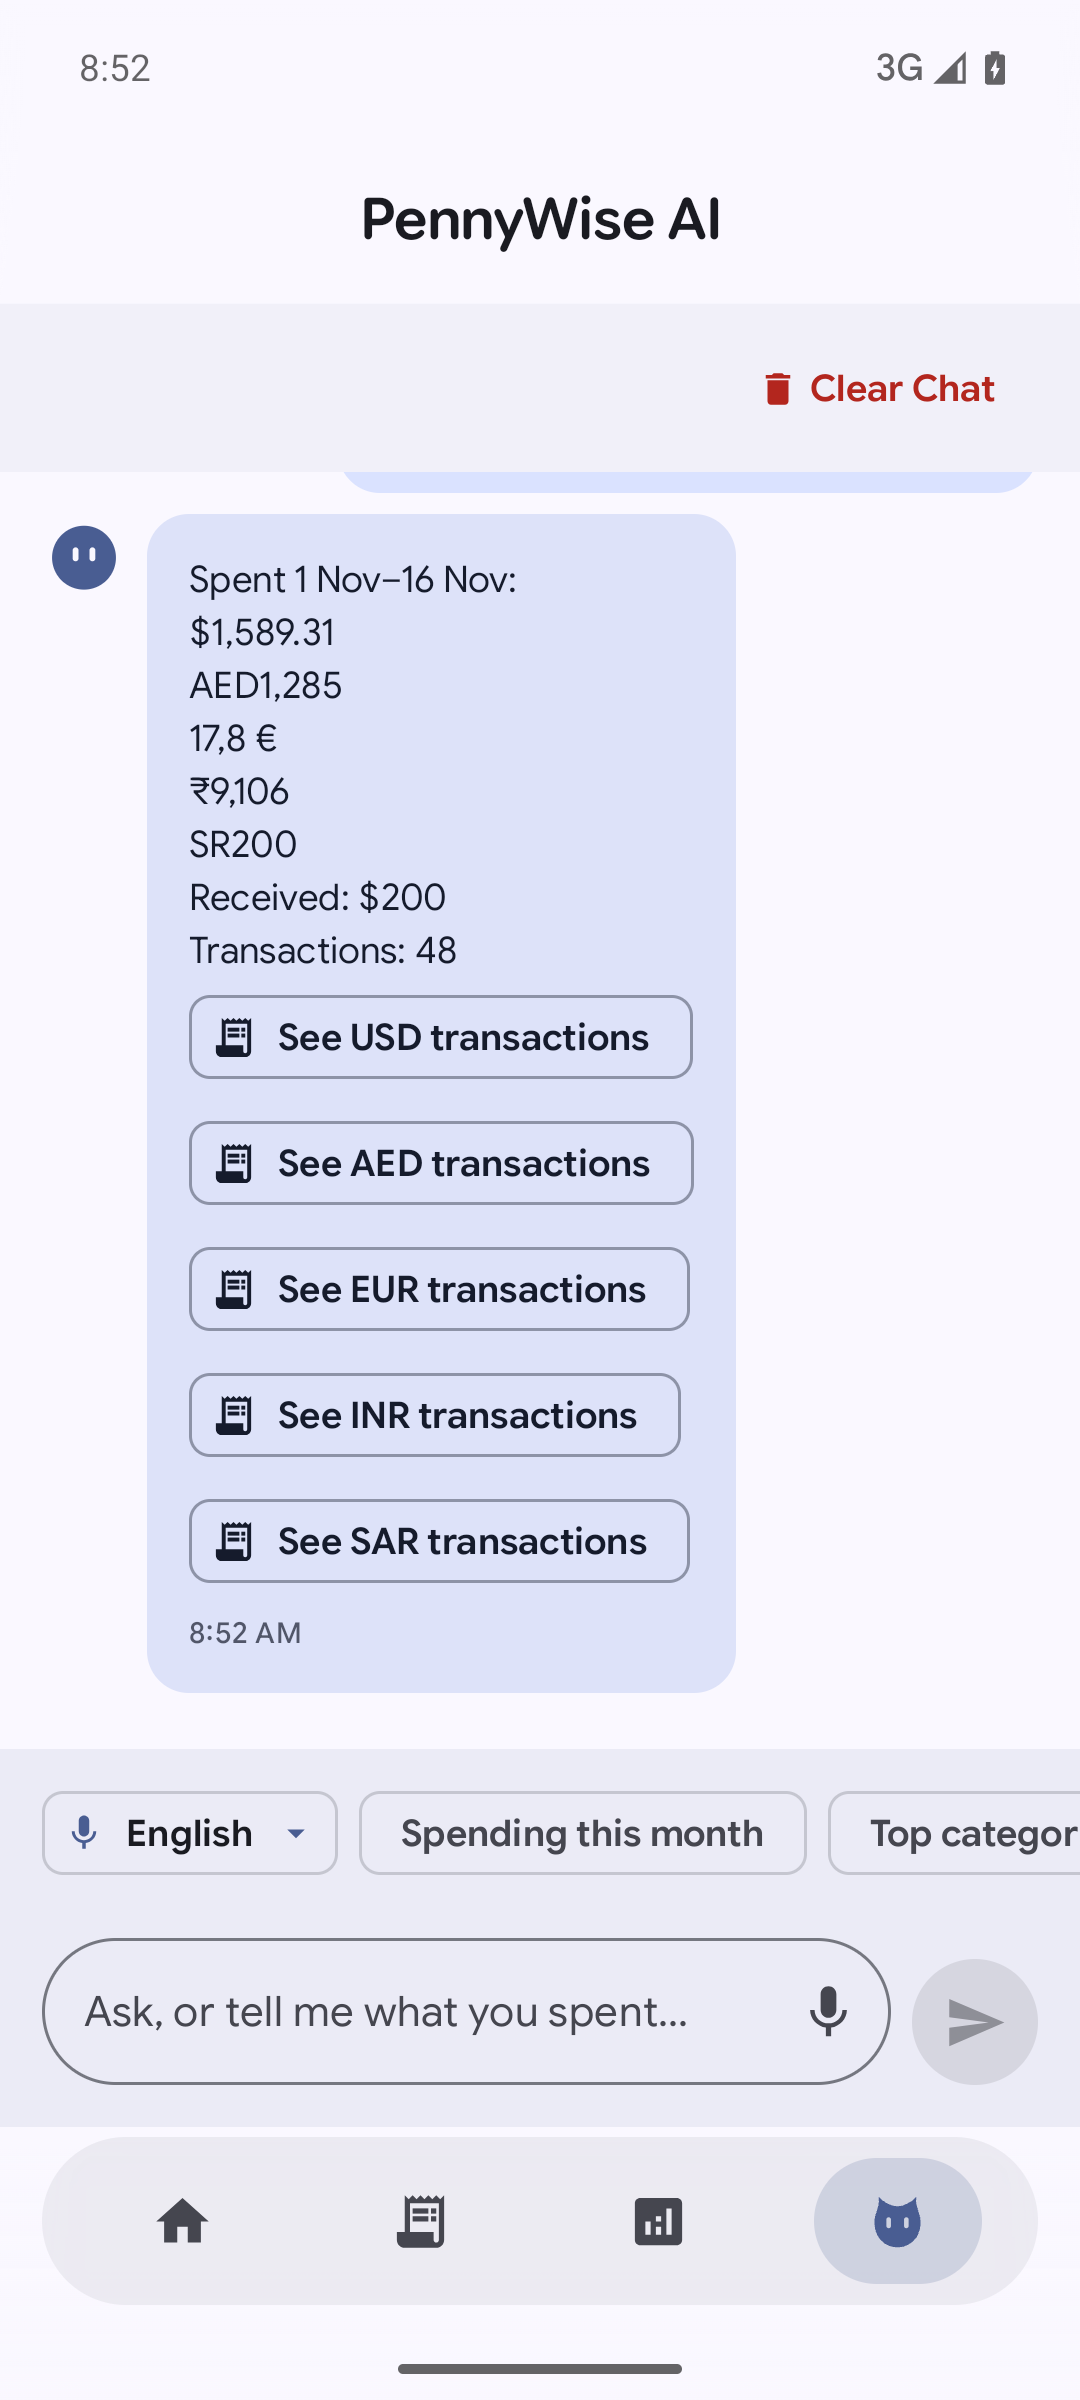 8:52
3G
PennyWise AI
Clear Chat
Spent 1 Nov–16 Nov:
$1,589.31
AED1,285
17,8 €
₹9,106
SR200
Received: $200
Transactions: 48
See USD transactions
See AED transactions
See EUR transactions
See INR transactions
See SAR transactions
8:52 AM
English
Spending this month
Top categor
Ask, or tell me what you spent...